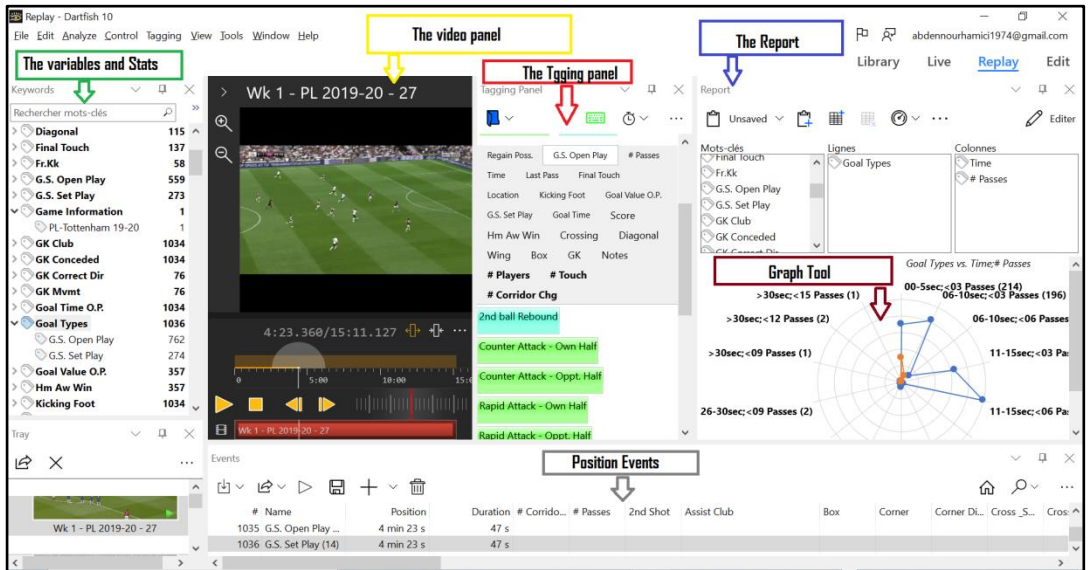 Replay - Dartfish 10
File Edit Analyze Control Tagging View Tools Window Help
abdennourhamici1974@gmail.com
Library Live Replay Edit
The variables and Stats
The video panel
The Tgging panel
The Report
Keywords
Rechercher mots-clés
Diagonal 115
Final Touch 137
Fr.Kk 58
G.S. Open Play 559
G.S. Set Play 273
Game Information 1
PL-Tottenham 19-20 1
GK Club 1034
GK Conceded 1034
GK Correct Dir 76
GK Mvmt 76
Goal Time O.P. 1034
Goal Types 1036
G.S. Open Play 762
G.S. Set Play 274
Goal Value O.P. 357
Hm Aw Win 357
Kicking Foot 1034
Tray
Wk 1 - PL 2019-20 - 27
Wk 1 - PL 2019-20 - 27
4:23.360/15:11.127
0 5:00 10:00 15:0
Wk 1 - PL 2019-20 - 27
Tagging Panel
Regain Poss. G.S. Open Play # Passes
Time Last Pass Final Touch
Location Kicking Foot Goal Value O.P.
G.S. Set Play Goal Time Score
Hm Aw Win Crossing Diagonal
Wing Box GK Notes
# Players # Touch
# Corridor Chg
2nd ball Rebound
Counter Attack - Own Half
Counter Attack - Oppt. Half
Rapid Attack - Own Half
Rapid Attack - Oppt. Half
Report
Unsaved
Editer
Mots-clés Lignes Colonnes
Final Touch
Fr.Kk
G.S. Open Play
G.S. Set Play
GK Club
GK Conceded
GK Correct Dir
Goal Types
Time
# Passes
Graph Tool
Goal Types vs. Time;# Passes
00-5sec;<03 Passes (214)
>30sec;<15 Passes (1)
06-10sec;<03 Passes (196)
>30sec;<12 Passes (2)
06-10sec;<06 Passes
>30sec;<09 Passes (1)
11-15sec;<03 Pa
26-30sec;<09 Passes (2)
11-15sec;<06 Pa
Events
Position Events
# Name Position Duration # Corrido... # Passes 2nd Shot Assist Club Box Corner Corner Di... Cross _S... Cross
1035 G.S. Open Play ... 4 min 23 s 47 s
1036 G.S. Set Play (14) 4 min 23 s 47 s